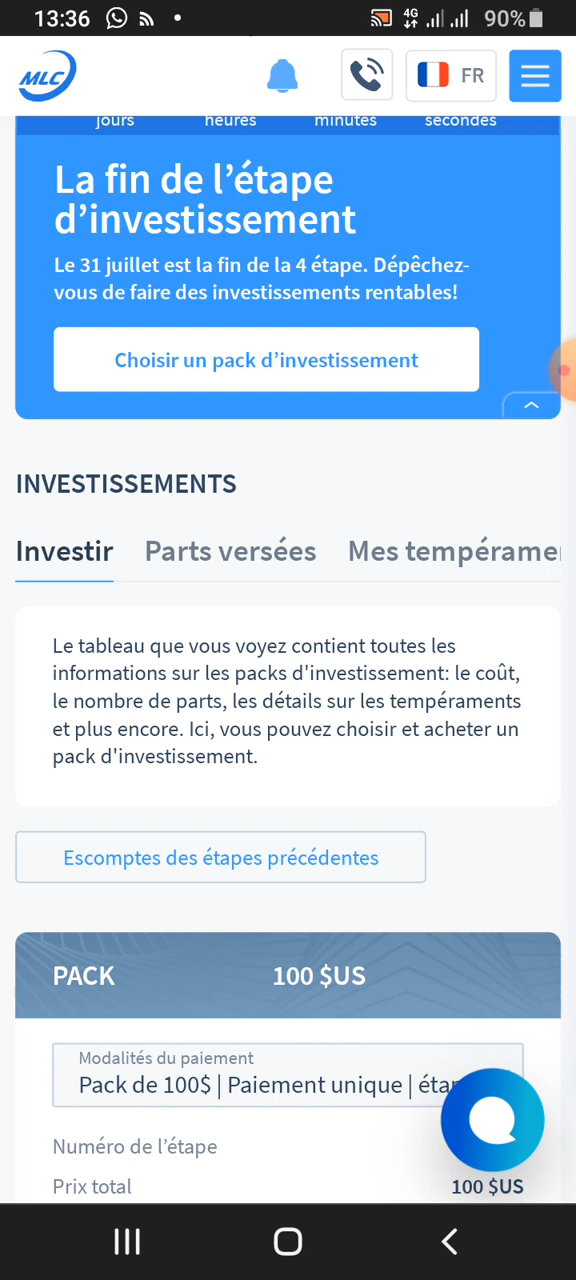 13:36
4G
90%
MLC
FR
jours heures minutes secondes
La fin de l’étape
d’investissement
Le 31 juillet est la fin de la 4 étape. Dépêchez-
vous de faire des investissements rentables!
Choisir un pack d’investissement
INVESTISSEMENTS
Investir Parts versées Mes tempéramen
Le tableau que vous voyez contient toutes les
informations sur les packs d'investissement: le coût,
le nombre de parts, les détails sur les tempéraments
et plus encore. Ici, vous pouvez choisir et acheter un
pack d'investissement.
Escomptes des étapes précédentes
PACK 100 $US
Modalités du paiement
Pack de 100$ | Paiement unique | étap
Numéro de l’étape
Prix total 100 $US